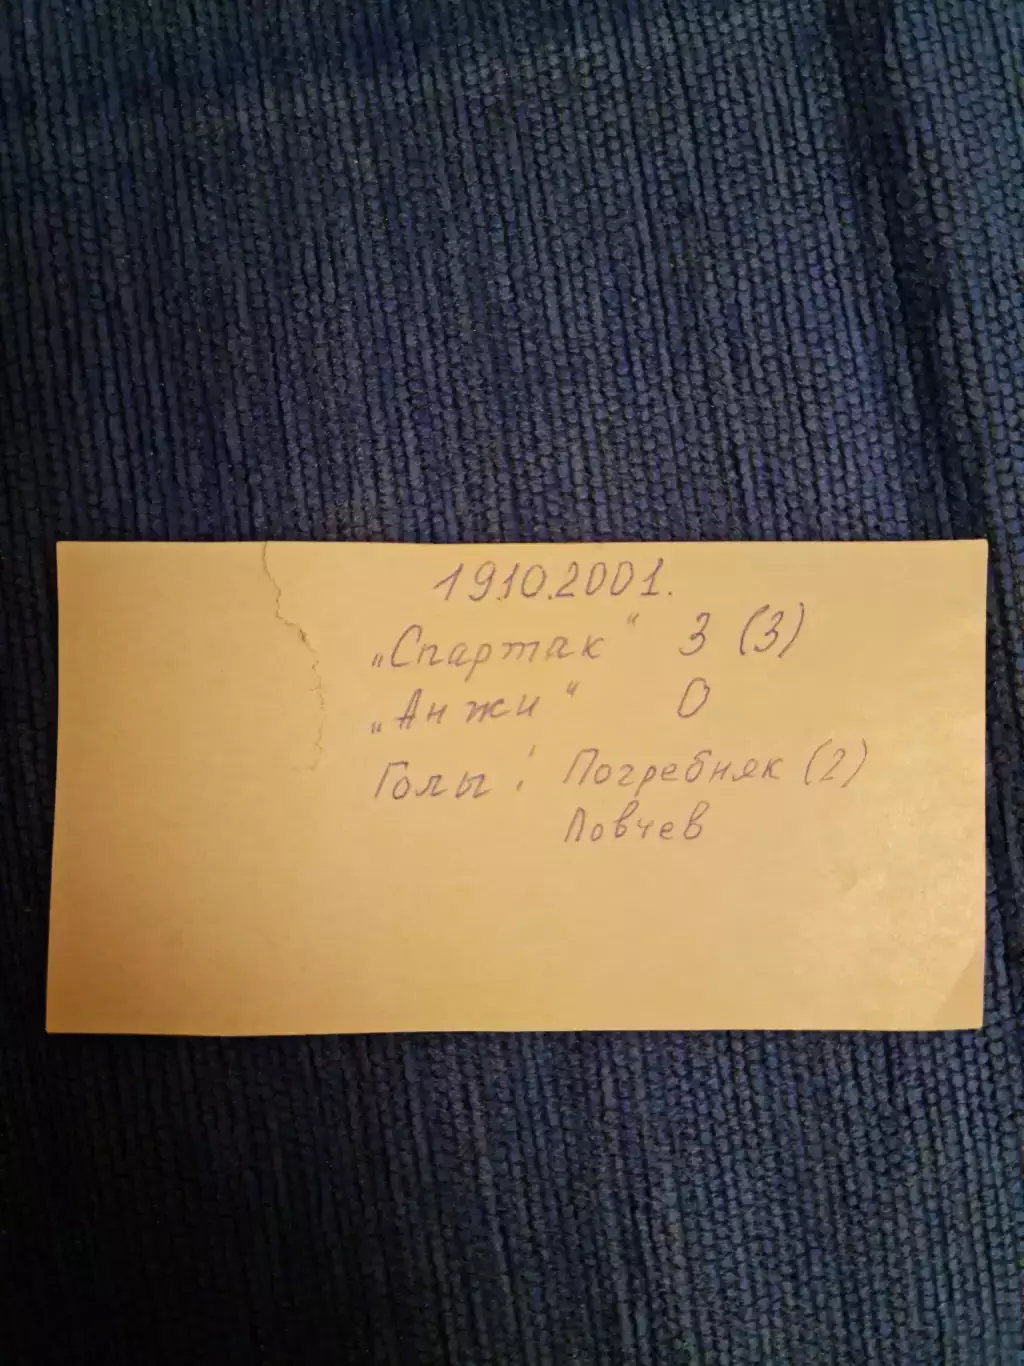 19.10.2001.
„Спартак" 3 (3)
„Анжи" 0
Голы: Погребняк (2)
Ловчев